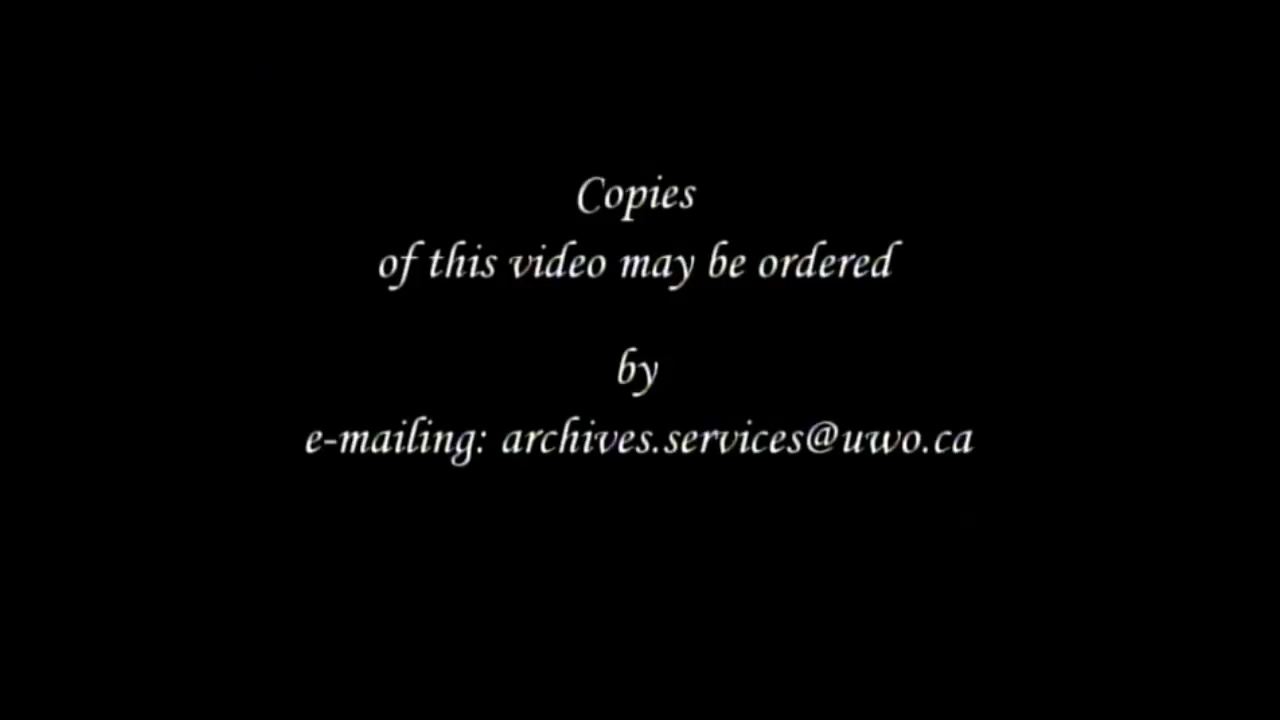 Copies
of this video may be ordered
by
e-mailing: archives.services@uwo.ca